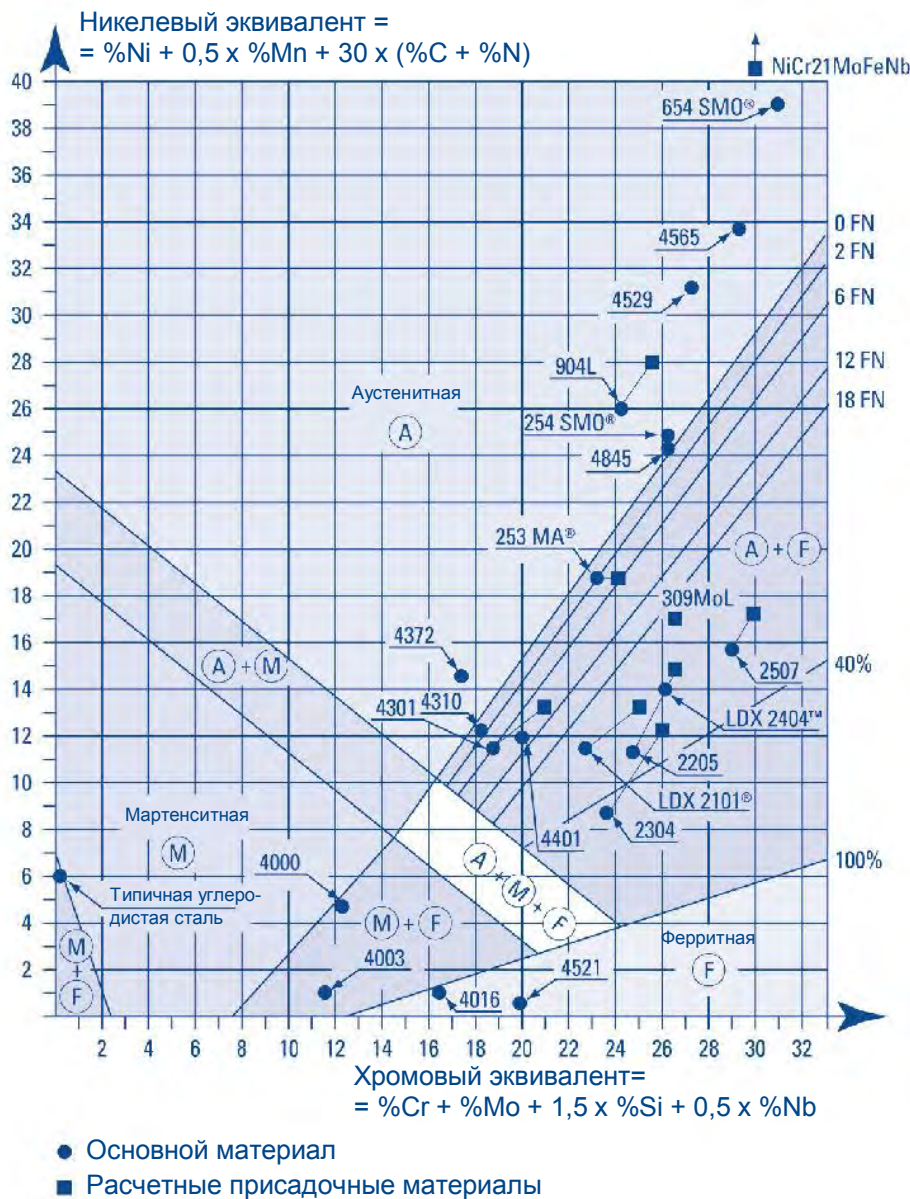 Никелевый эквивалент =
= %Ni + 0,5 x %Mn + 30 x (%C + %N)
NiCr21MoFeNb
40
654 SMO®
38
36
34
0 FN
4565
2 FN
32
4529
6 FN
30
28
904L
12 FN
Аустенитная
18 FN
26
A
254 SMO®
24
4845
22
20
253 MA®
A + F
18
309MoL
16
4372
A + M
2507
40%
14
4301 4310
LDX 2404™
12
2205
10
LDX 2101®
Мартенситная
8
4401
2304
M
4000
A + M + F
100%
6
Типичная углеро-
дистая сталь
4
M + F
Ферритная
M
+
F
4003
4521
F
2
4016
2 4 6 8 10 12 14 16 18 20 22 24 26 28 30 32
Хромовый эквивалент=
= %Cr + %Mo + 1,5 x %Si + 0,5 x %Nb
Основной материал
Расчетные присадочные материалы